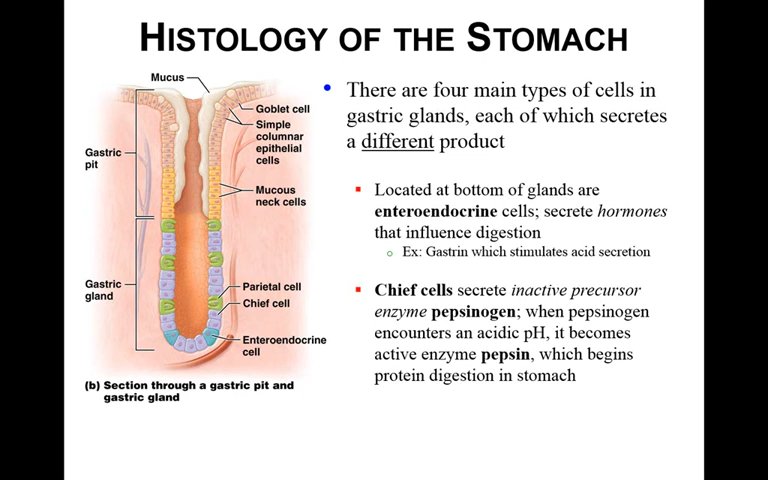 HISTOLOGY OF THE STOMACH
Mucus
Goblet cell
Simple
columnar
epithelial
cells
Gastric
pit
Mucous
neck cells
Gastric
gland
Parietal cell
Chief cell
Enteroendocrine
cell
(b) Section through a gastric pit and
gastric gland
• There are four main types of cells in
gastric glands, each of which secretes
a different product
▪ Located at bottom of glands are
enteroendocrine cells; secrete hormones
that influence digestion
o Ex: Gastrin which stimulates acid secretion
▪ Chief cells secrete inactive precursor
enzyme pepsinogen; when pepsinogen
encounters an acidic pH, it becomes
active enzyme pepsin, which begins
protein digestion in stomach